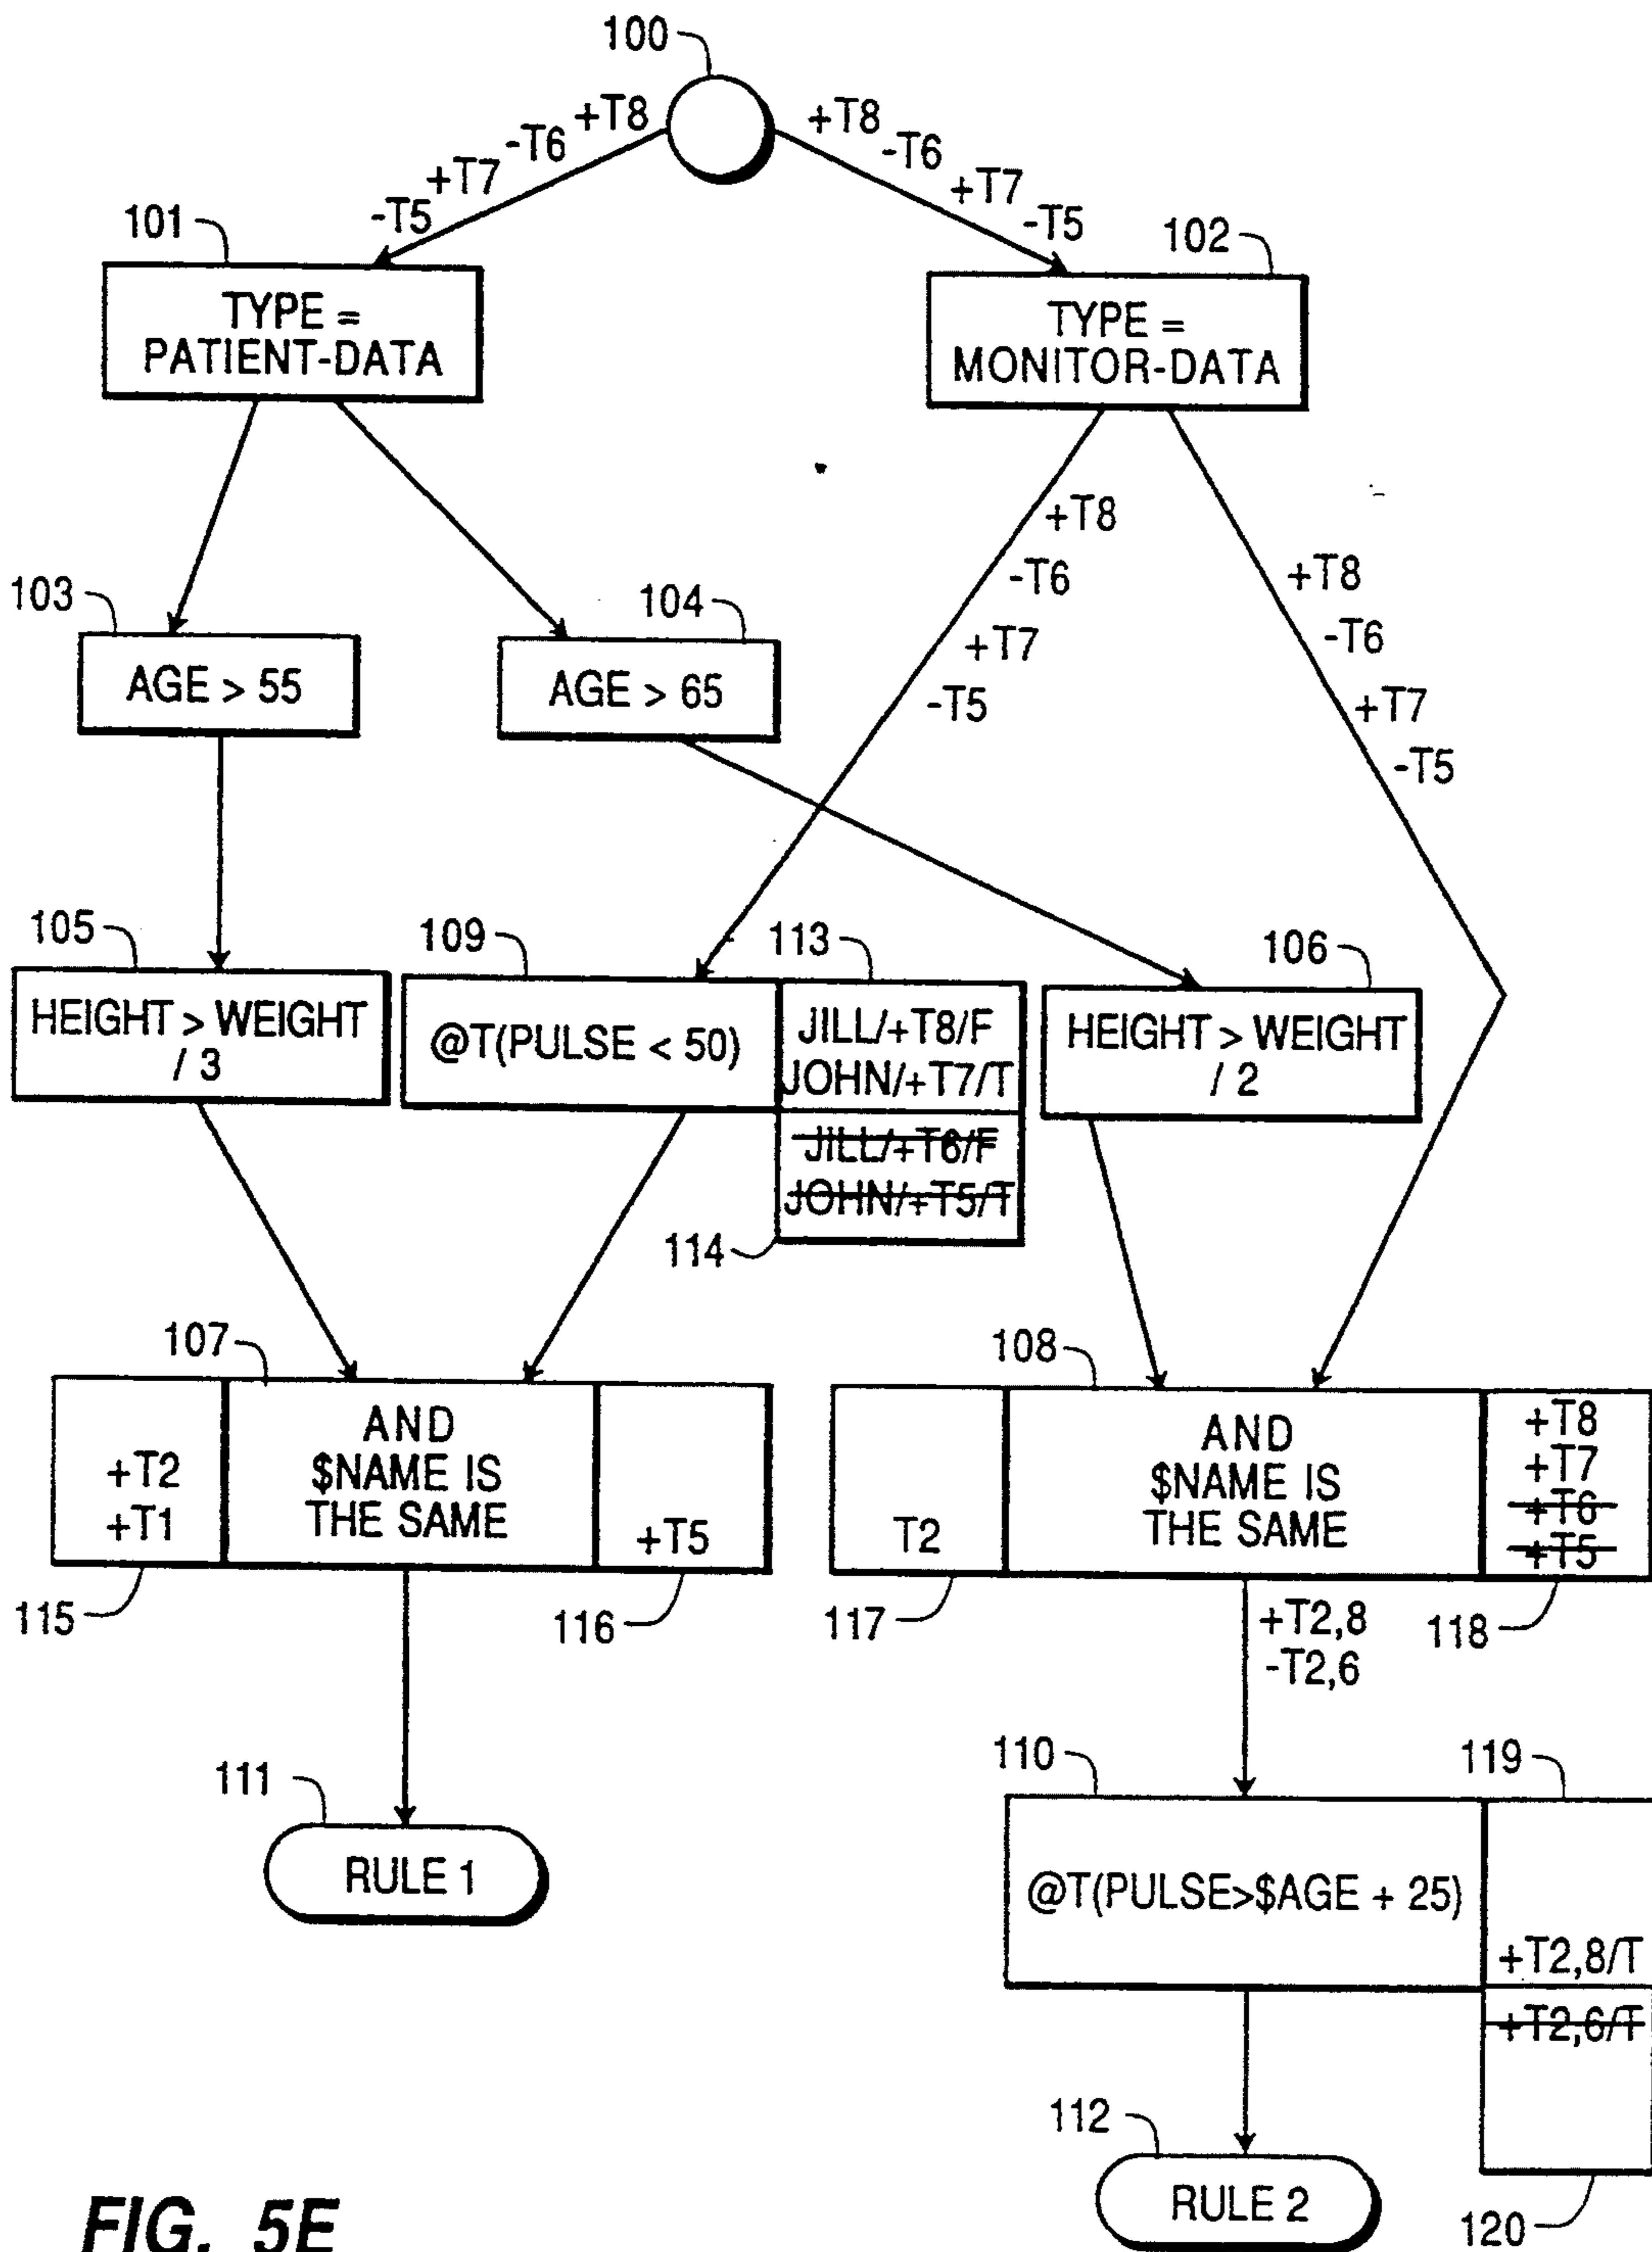 100
+T8
-T6
+T7
-T5
+T8
-T6
+T7
-T5
101
TYPE =
PATIENT-DATA
102
TYPE =
MONITOR-DATA
+T8
-T6
+T7
-T5
+T8
-T6
+T7
-T5
103
AGE > 55
104
AGE > 65
105
HEIGHT > WEIGHT
/ 3
109
@T(PULSE < 50)
113
JILL/+T8/F
JOHN/+T7/T
JILL/+T6/F
JOHN/+T5/T
114
106
HEIGHT > WEIGHT
/ 2
107
+T2
+T1
AND
$NAME IS
THE SAME
+T5
115
116
108
T2
AND
$NAME IS
THE SAME
+T8
+T7
+T6
+T5
117
118
+T2,8
-T2,6
111
RULE 1
110
@T(PULSE>$AGE + 25)
119
+T2,8/T
+T2,6/T
120
112
RULE 2
FIG. 5E